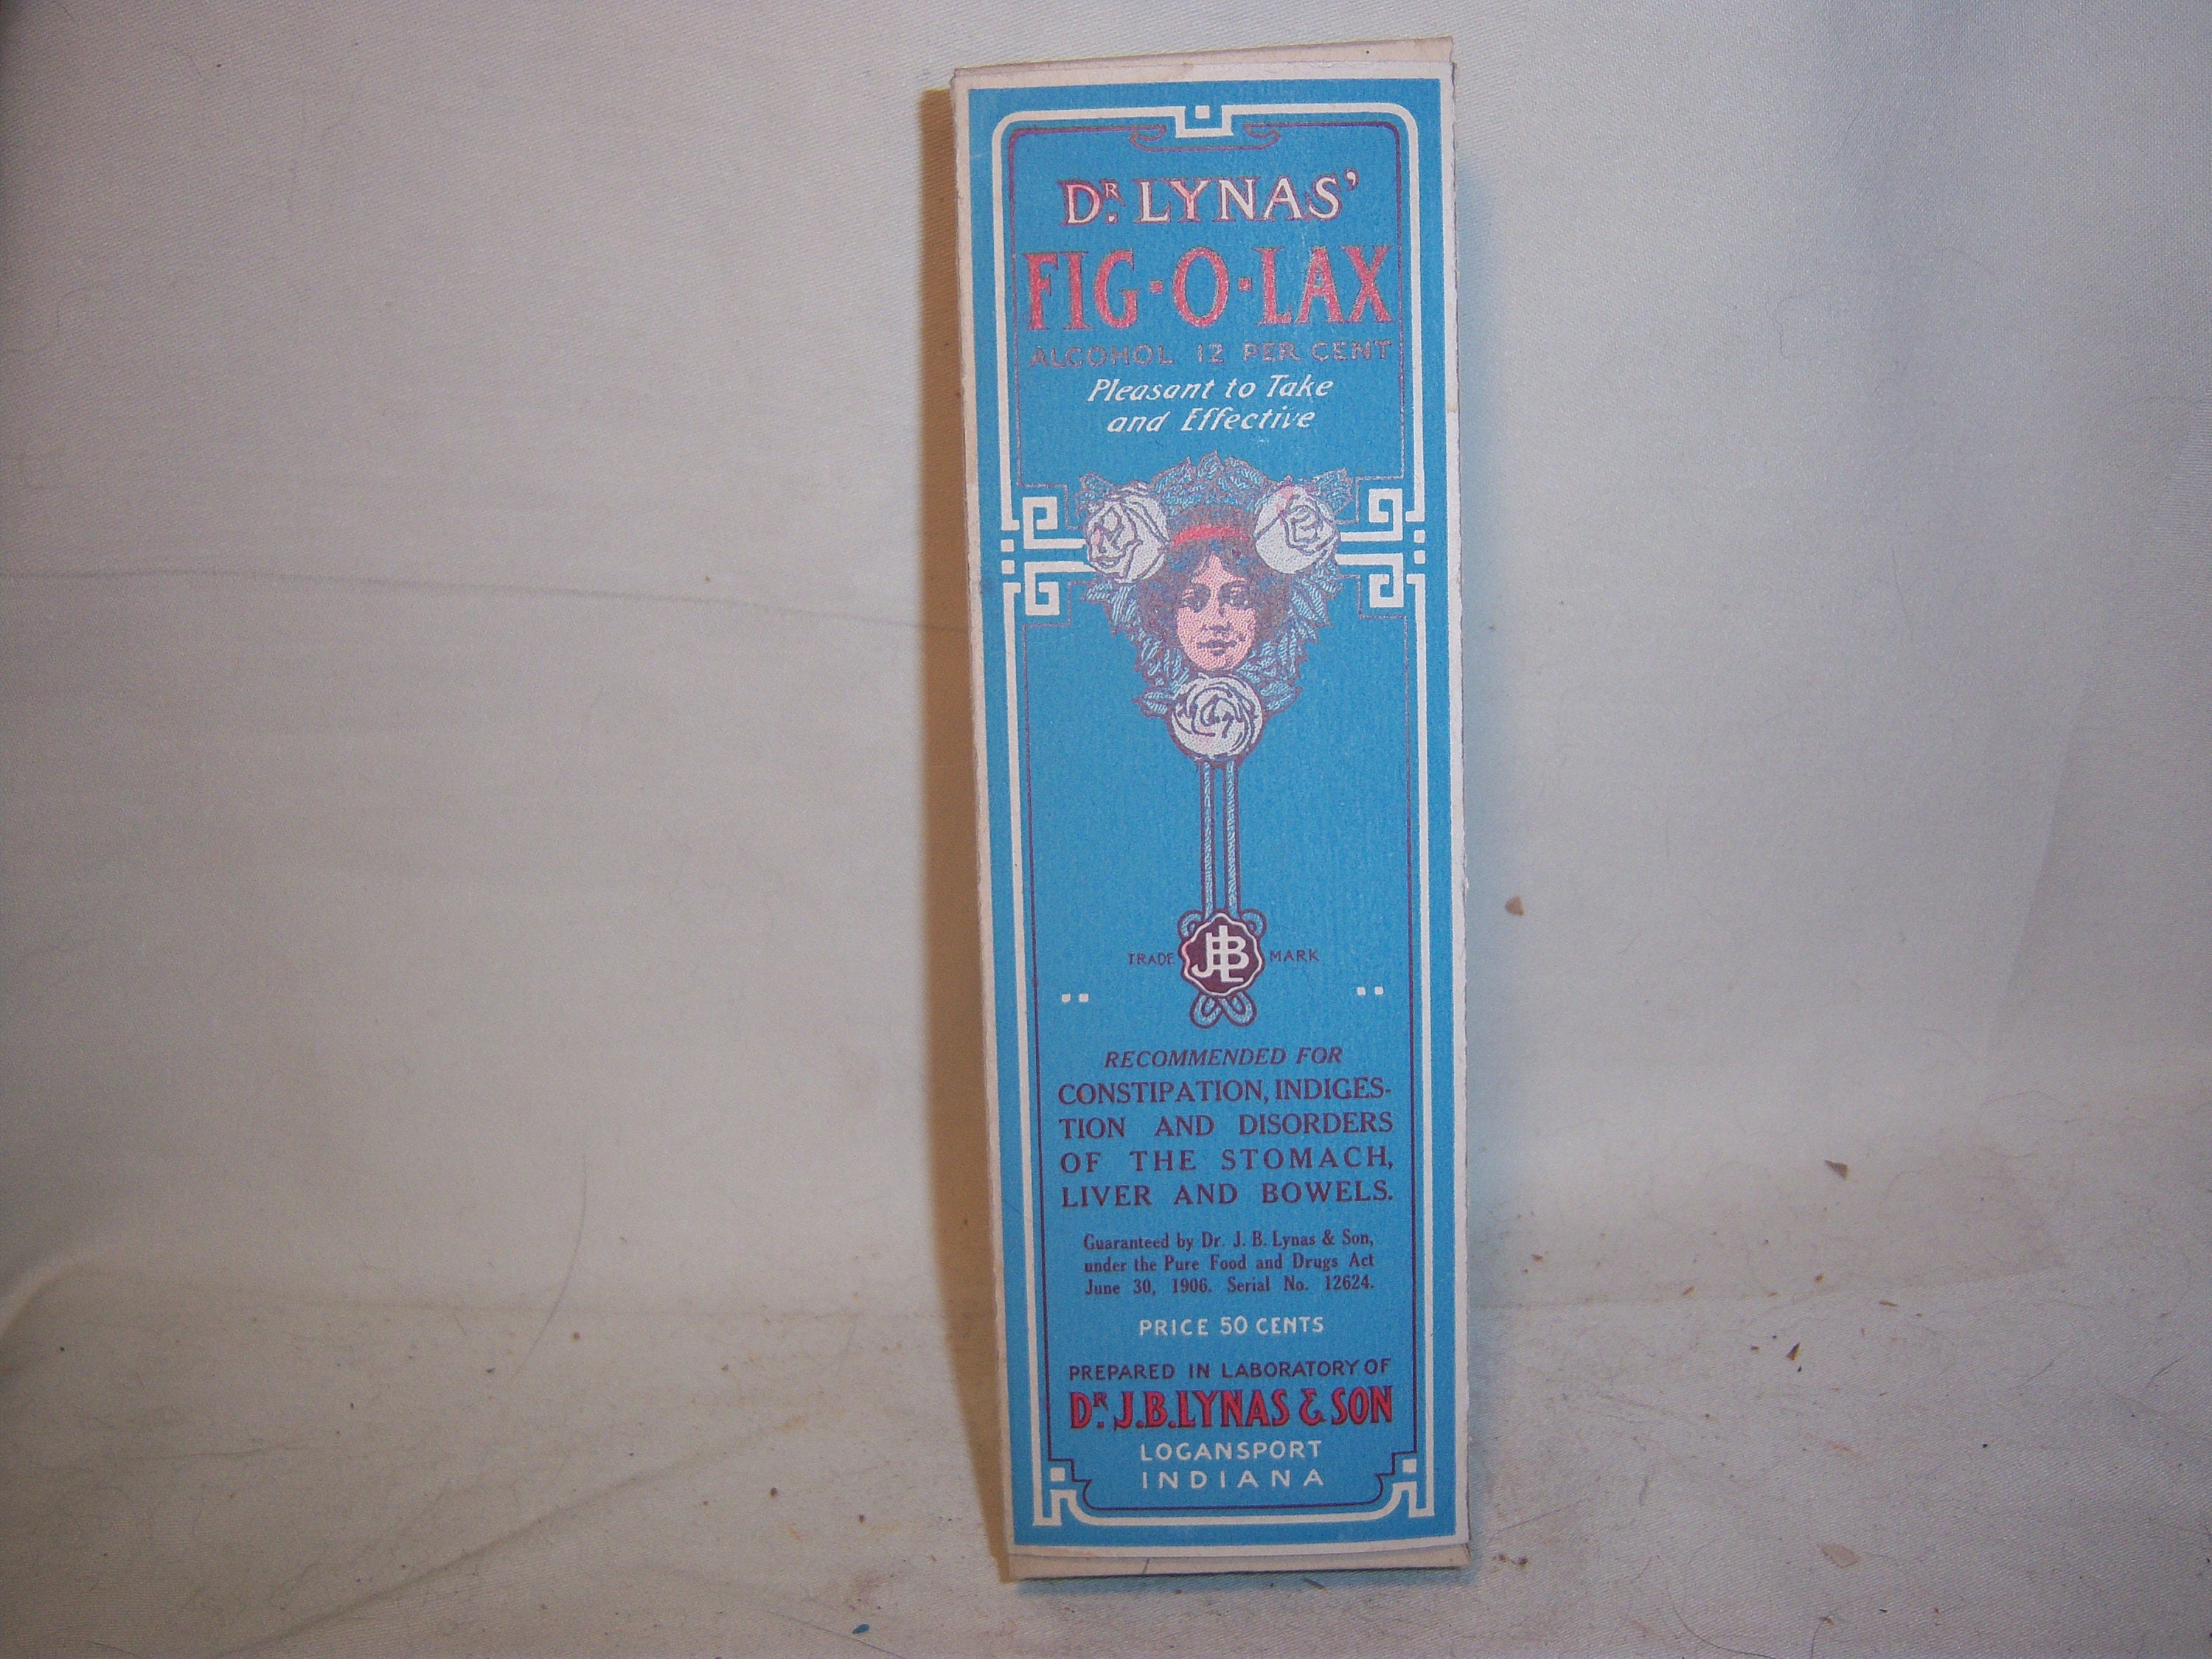 DR. LYNAS'
FIG-O-LAX
ALCOHOL 12 PER CENT
Pleasant to Take
and Effective
TRADE JBL MARK
RECOMMENDED FOR
CONSTIPATION, INDIGES-
TION AND DISORDERS
OF THE STOMACH,
LIVER AND BOWELS.
Guaranteed by Dr. J. B. Lynas & Son,
under the Pure Food and Drugs Act
June 30, 1906. Serial No. 12624.
PRICE 50 CENTS
PREPARED IN LABORATORY OF
DR. J.B. LYNAS & SON
LOGANSPORT
INDIANA